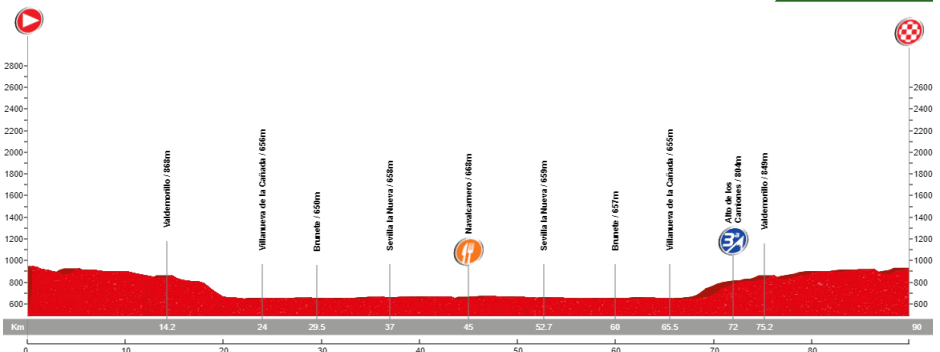 2800
2600
2400
2200
2000
1800
1600
1400
1200
1000
800
600
Valdemorillo / 868m
Villanueva de la Cañada / 656m
Brunete / 650m
Sevilla la Nueva / 658m
Navalcarnero / 668m
Sevilla la Nueva / 659m
Brunete / 657m
Villanueva de la Cañada / 655m
Alto de los
Camiones / 804m
Valdemorillo / 849m
3ª
2600
2400
2200
2000
1800
1600
1400
1200
1000
800
600
Km 14.2 24 29.5 37 45 52.7 60 65.5 72 75.2 90
0 10 20 30 40 50 60 70 80